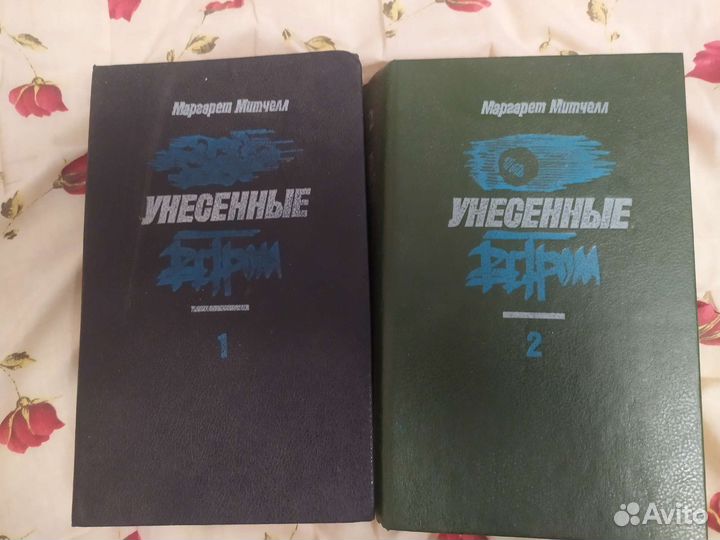 Маргарет Митчелл
УНЕСЕННЫЕ
ВЕТРОМ
1
Маргарет Митчелл
УНЕСЕННЫЕ
ВЕТРОМ
2
Avito